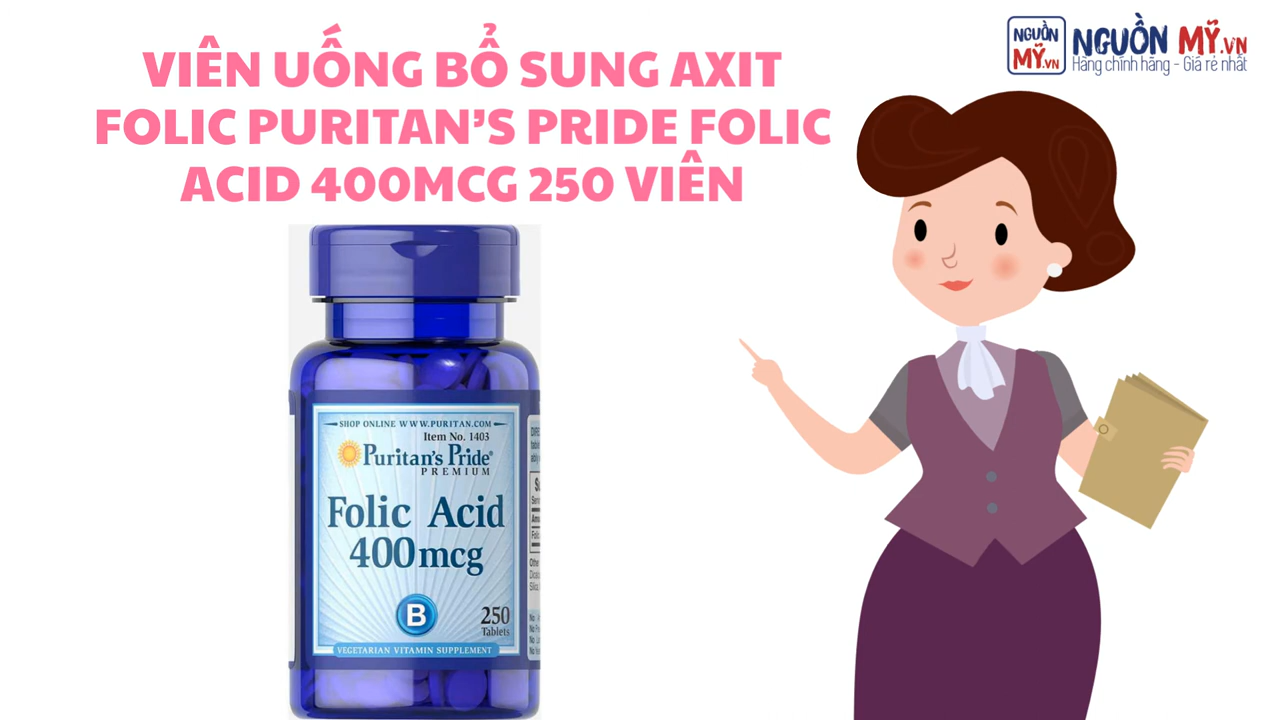 VIÊN UỐNG BỔ SUNG AXIT
FOLIC PURITAN'S PRIDE FOLIC
ACID 400MCG 250 VIÊN
NGUỒN
MỸ.VN
NGUỒN MỸ.VN
Hàng chính hãng - Giá rẻ nhất
SHOP ONLINE WWW.PURITAN.COM
Item No. 1403
Puritan's Pride®
PREMIUM
Folic Acid
400mcg
B
250
Tablets
VEGETARIAN VITAMIN SUPPLEMENT